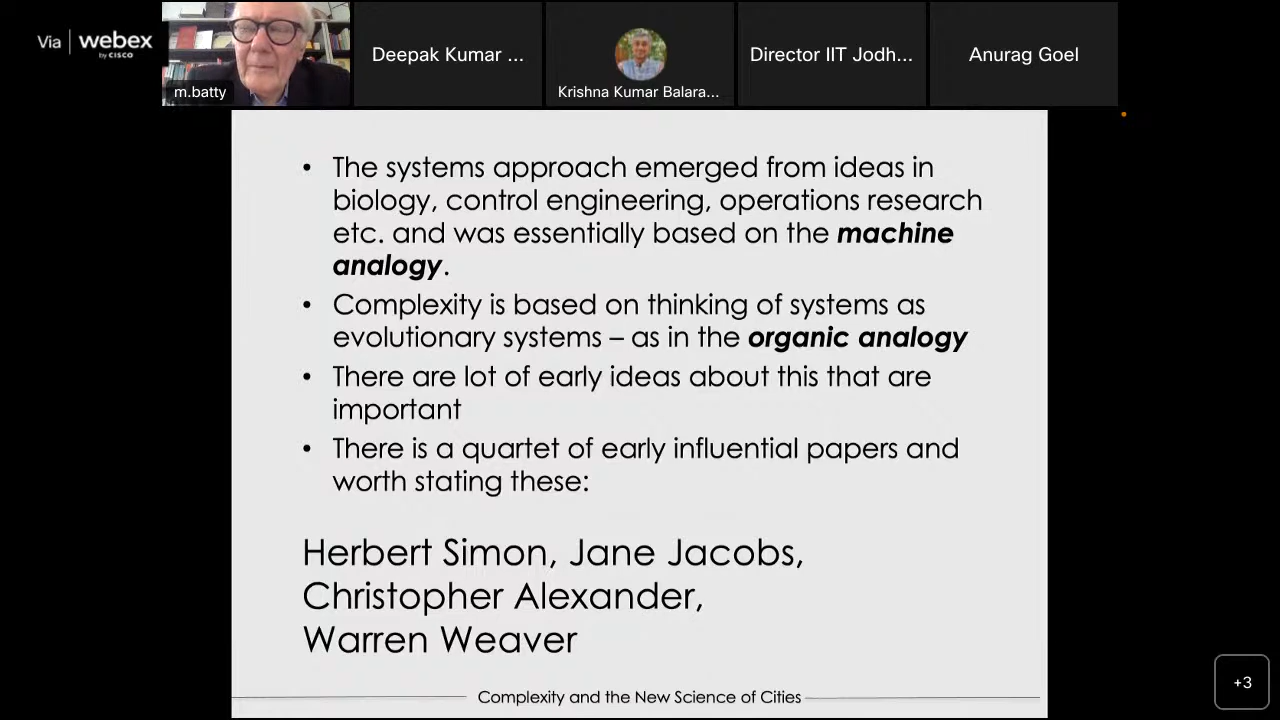 Via webex
by CISCO
m.batty
Deepak Kumar ...
Krishna Kumar Balara...
Director IIT Jodh...
Anurag Goel
• The systems approach emerged from ideas in
biology, control engineering, operations research
etc. and was essentially based on the machine
analogy.
• Complexity is based on thinking of systems as
evolutionary systems – as in the organic analogy
• There are lot of early ideas about this that are
important
• There is a quartet of early influential papers and
worth stating these:
Herbert Simon, Jane Jacobs,
Christopher Alexander,
Warren Weaver
Complexity and the New Science of Cities
+3